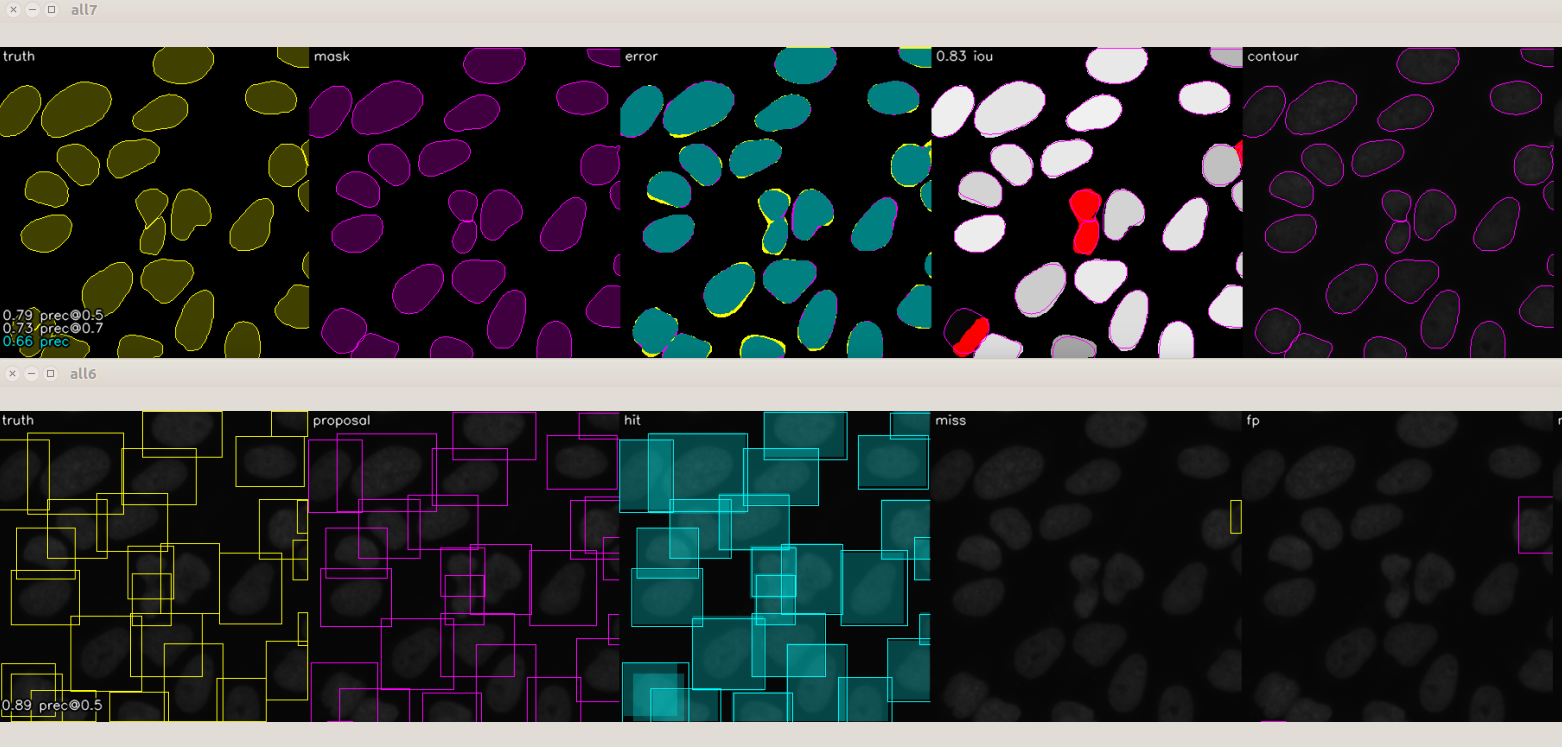 all7
truth
mask
error
0.83 iou
contour
0.79 prec@0.5
0.73 prec@0.7
0.66 prec
all6
truth
proposal
hit
miss
fp
0.89 prec@0.5